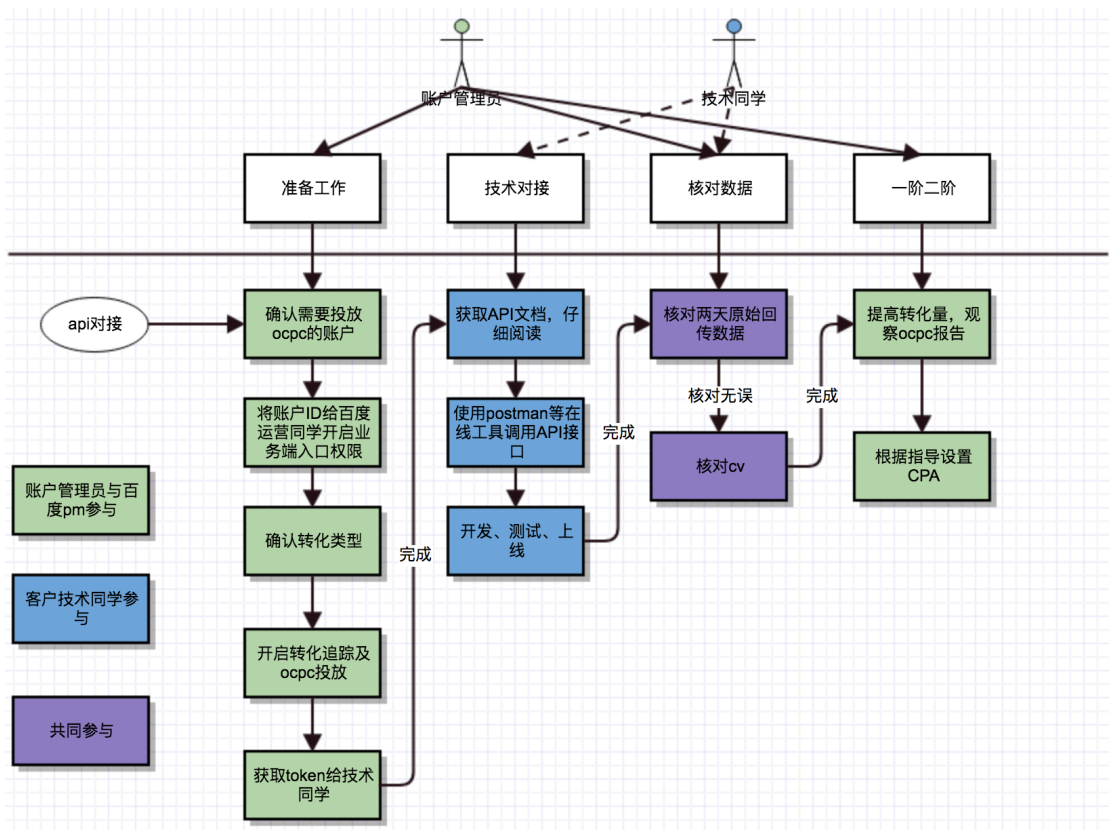 账户管理员
技术同学
准备工作
技术对接
核对数据
一阶二阶
api对接
确认需要投放
ocpc的账户
获取API文档，仔
细阅读
核对两天原始回
传数据
提高转化量，观
察ocpc报告
将账户ID给百度
运营同学开启业
务端入口权限
使用postman等在
线工具调用API接
口
完成
核对无误
完成
核对cv
根据指导设置
CPA
账户管理员与百
度pm参与
确认转化类型
完成
开发、测试、上
线
客户技术同学参
与
开启转化追踪及
ocpc投放
共同参与
获取token给技术
同学